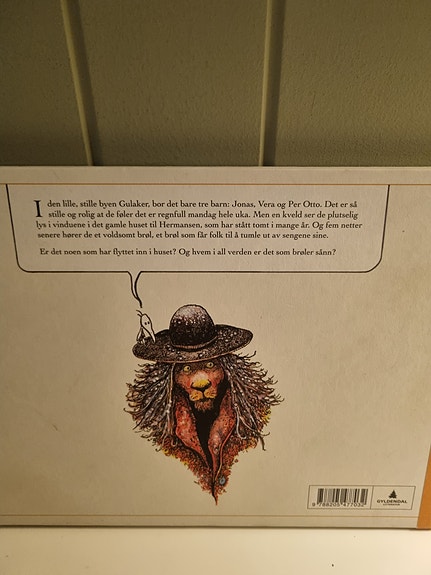 I den lille, stille byen Gulaker, bor det bare tre barn: Jonas, Vera og Per Otto. Det er så
stille og rolig at de føler det er regnfull mandag hele uka. Men en kveld ser de plutselig
lys i vinduene i det gamle huset til Hermansen, som har stått tomt i mange år. Og fem netter
senere hører de et voldsomt brøl, et brøl som får folk til å tumle ut av sengene sine.
Er det noen som har flyttet inn i huset? Og hvem i all verden er det som brøler sånn?
9 788205 477032
GYLDENDAL